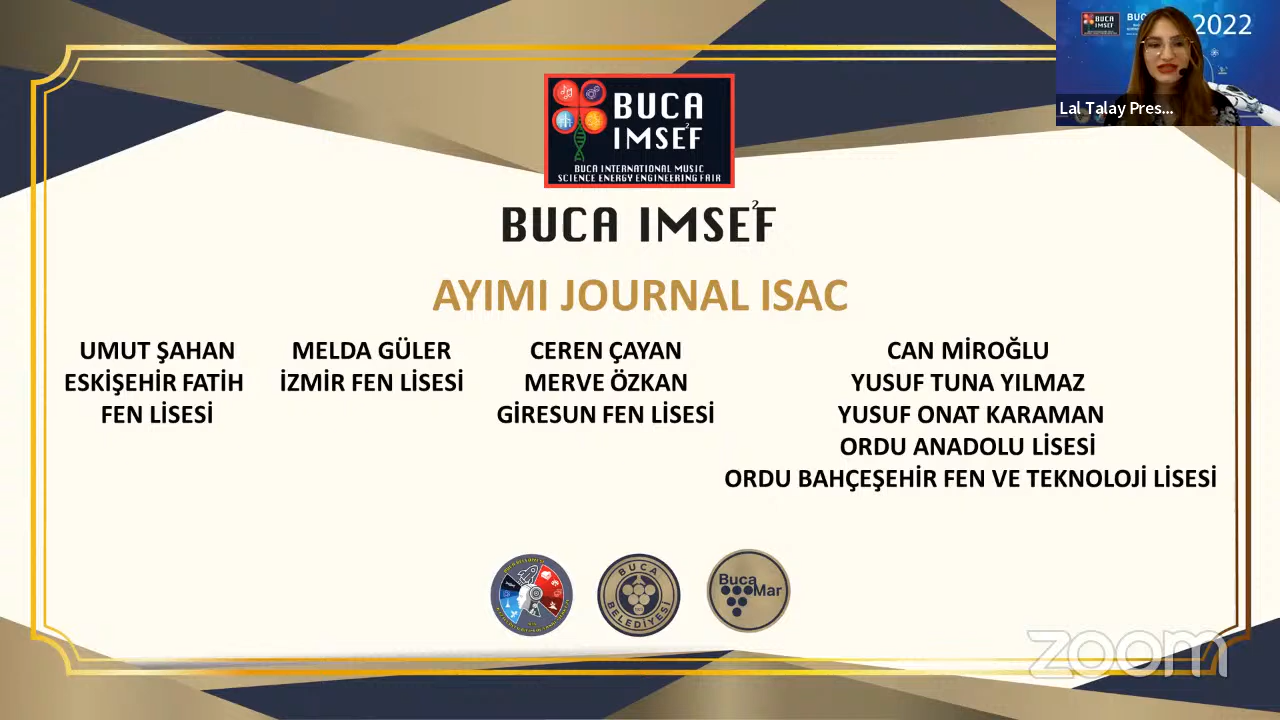 BUCA
IMSEF
2022
Lal Talay Pres...
BUCA
IMSE²F
BUCA INTERNATIONAL MUSIC
SCIENCE ENERGY ENGINEERING FAIR
BUCA IMSE²F
AYIMI JOURNAL ISAC
UMUT ŞAHAN
ESKİŞEHİR FATİH
FEN LİSESİ
MELDA GÜLER
İZMİR FEN LİSESİ
CEREN ÇAYAN
MERVE ÖZKAN
GİRESUN FEN LİSESİ
CAN MİROĞLU
YUSUF TUNA YILMAZ
YUSUF ONAT KARAMAN
ORDU ANADOLU LİSESİ
ORDU BAHÇEŞEHİR FEN VE TEKNOLOJİ LİSESİ
BUCA
BELEDİYESİ
Buca
Mar
zoom